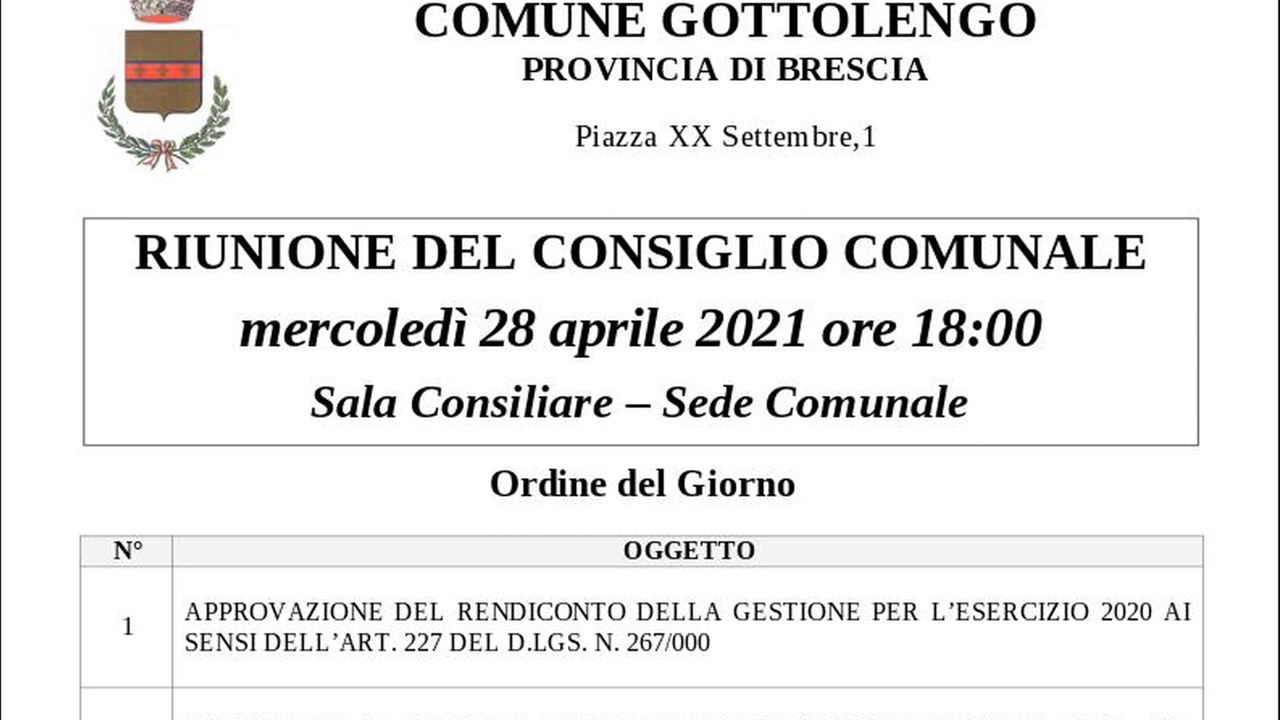 COMUNE GOTTOLENGO
PROVINCIA DI BRESCIA
Piazza XX Settembre,1
RIUNIONE DEL CONSIGLIO COMUNALE
mercoledì 28 aprile 2021 ore 18:00
Sala Consiliare – Sede Comunale
Ordine del Giorno
N° OGGETTO
1 APPROVAZIONE DEL RENDICONTO DELLA GESTIONE PER L’ESERCIZIO 2020 AI
SENSI DELL’ART. 227 DEL D.LGS. N. 267/000